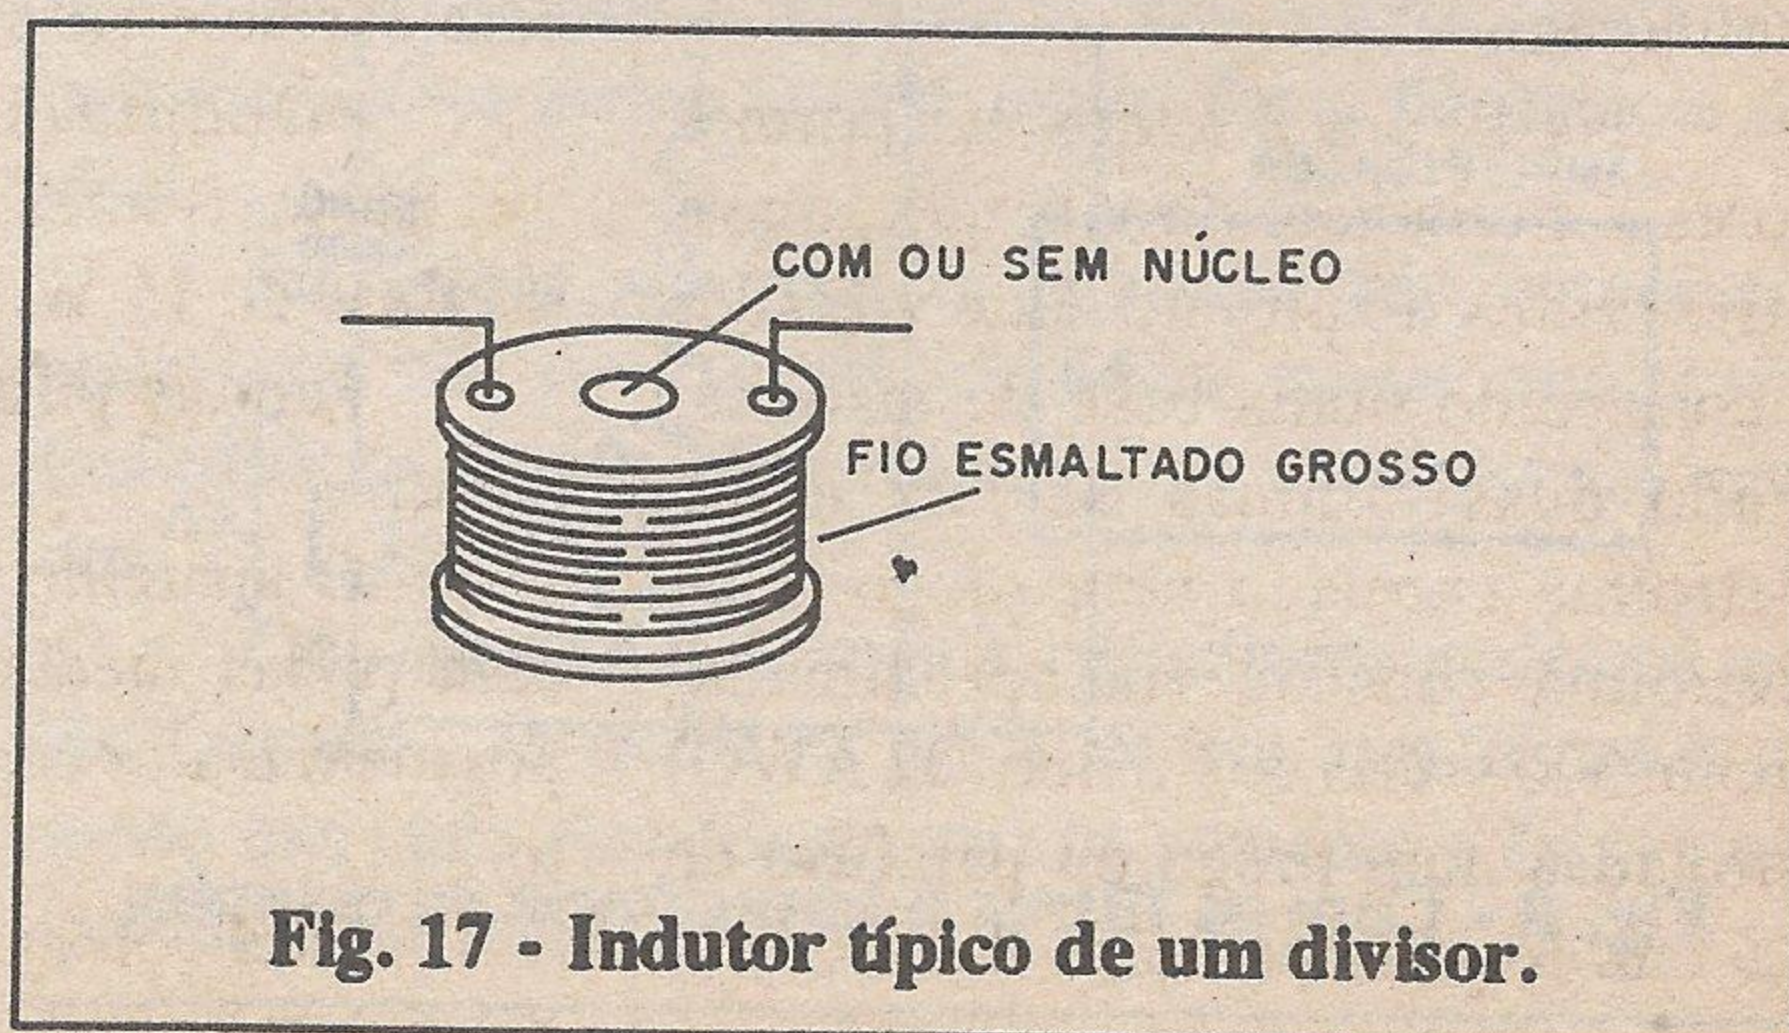 COM OU SEM NÚCLEO
FIO ESMALTADO GROSSO
Fig. 17 - Indutor típico de um divisor.